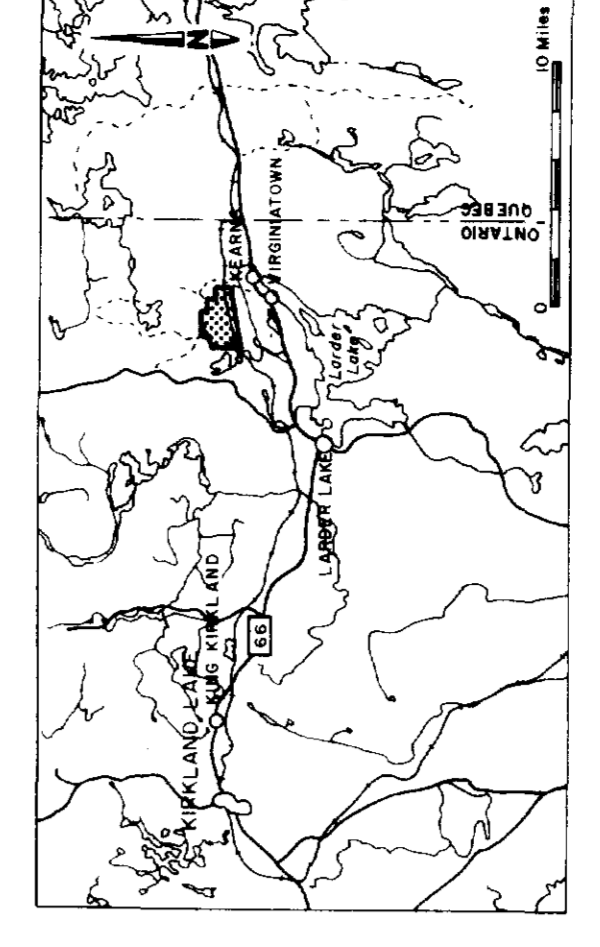 N
10 Miles
0
ONTARIO
QUEBEC
KEARNS
VIRGINIATOWN
Larder
Lake
LARDER LAKE
KING KIRKLAND
66
KIRKLAND LAKE